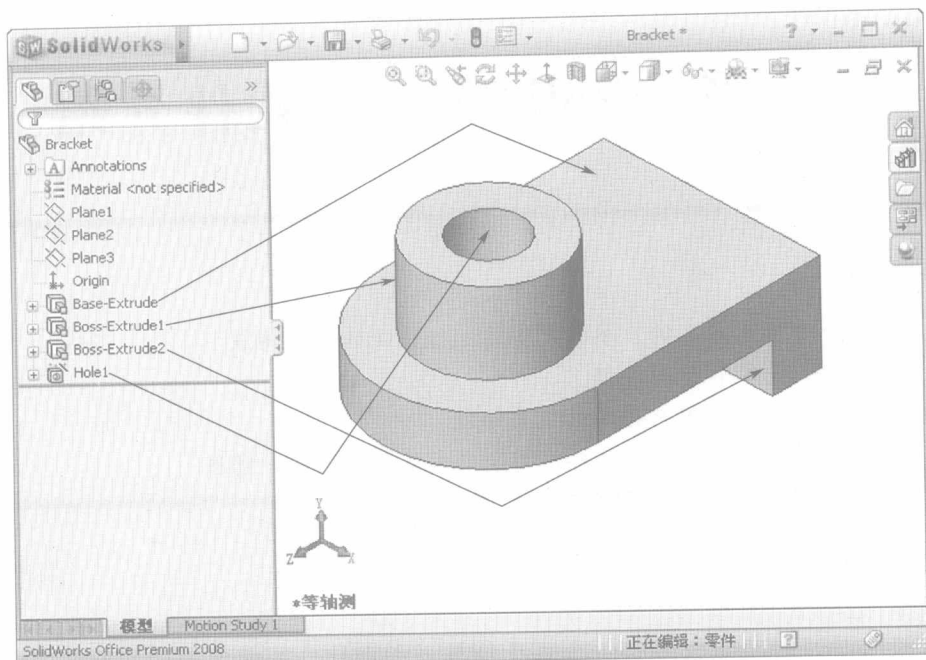 SolidWorks
Bracket *
Bracket
Annotations
Material <not specified>
Plane1
Plane2
Plane3
Origin
Base-Extrude
Boss-Extrude1
Boss-Extrude2
Hole1
Y
Z
X
*等轴测
模型
Motion Study 1
SolidWorks Office Premium 2008
正在编辑：零件